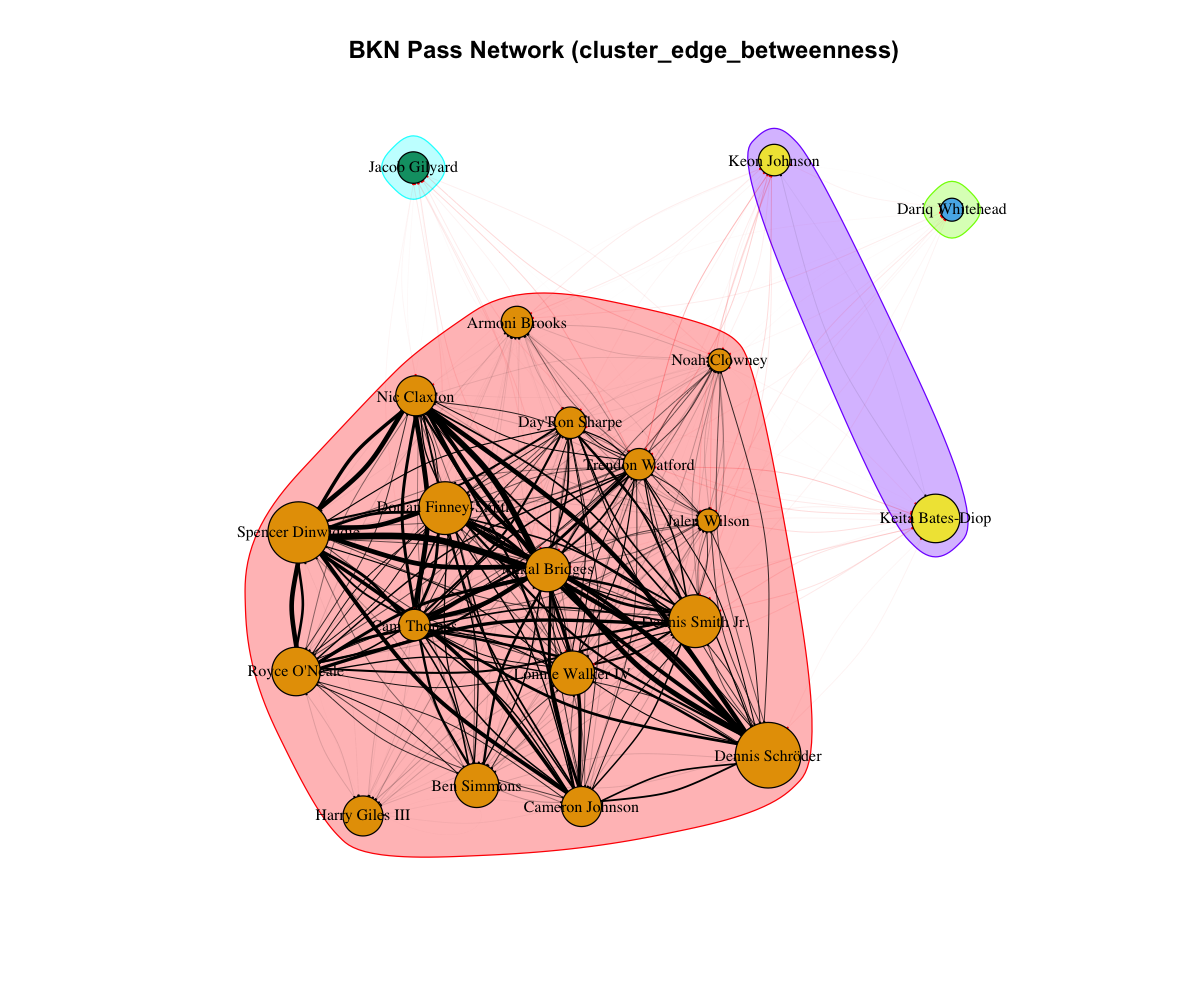 BKN Pass Network (cluster_edge_betweenness)
Keon Johnson
Jacob Gilyard
Dariq Whitehead
Armoni Brooks
Noah Clowney
Nic Claxton
Day'Ron Sharpe
Trendon Watford
Dorian Finney-Smith
Keita Bates-Diop
Jalen Wilson
Spencer Dinwiddie
Mikal Bridges
Dennis Smith Jr.
Cam Thomas
Royce O'Neale
Lonnie Walker IV
Dennis Schröder
Ben Simmons
Cameron Johnson
Harry Giles III